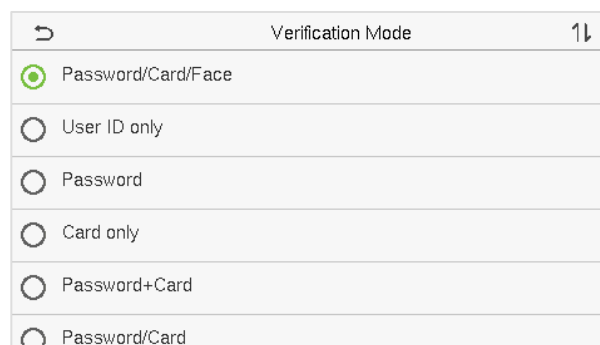 Verification Mode
Password/Card/Face
User ID only
Password
Card only
Password+Card
Password/Card